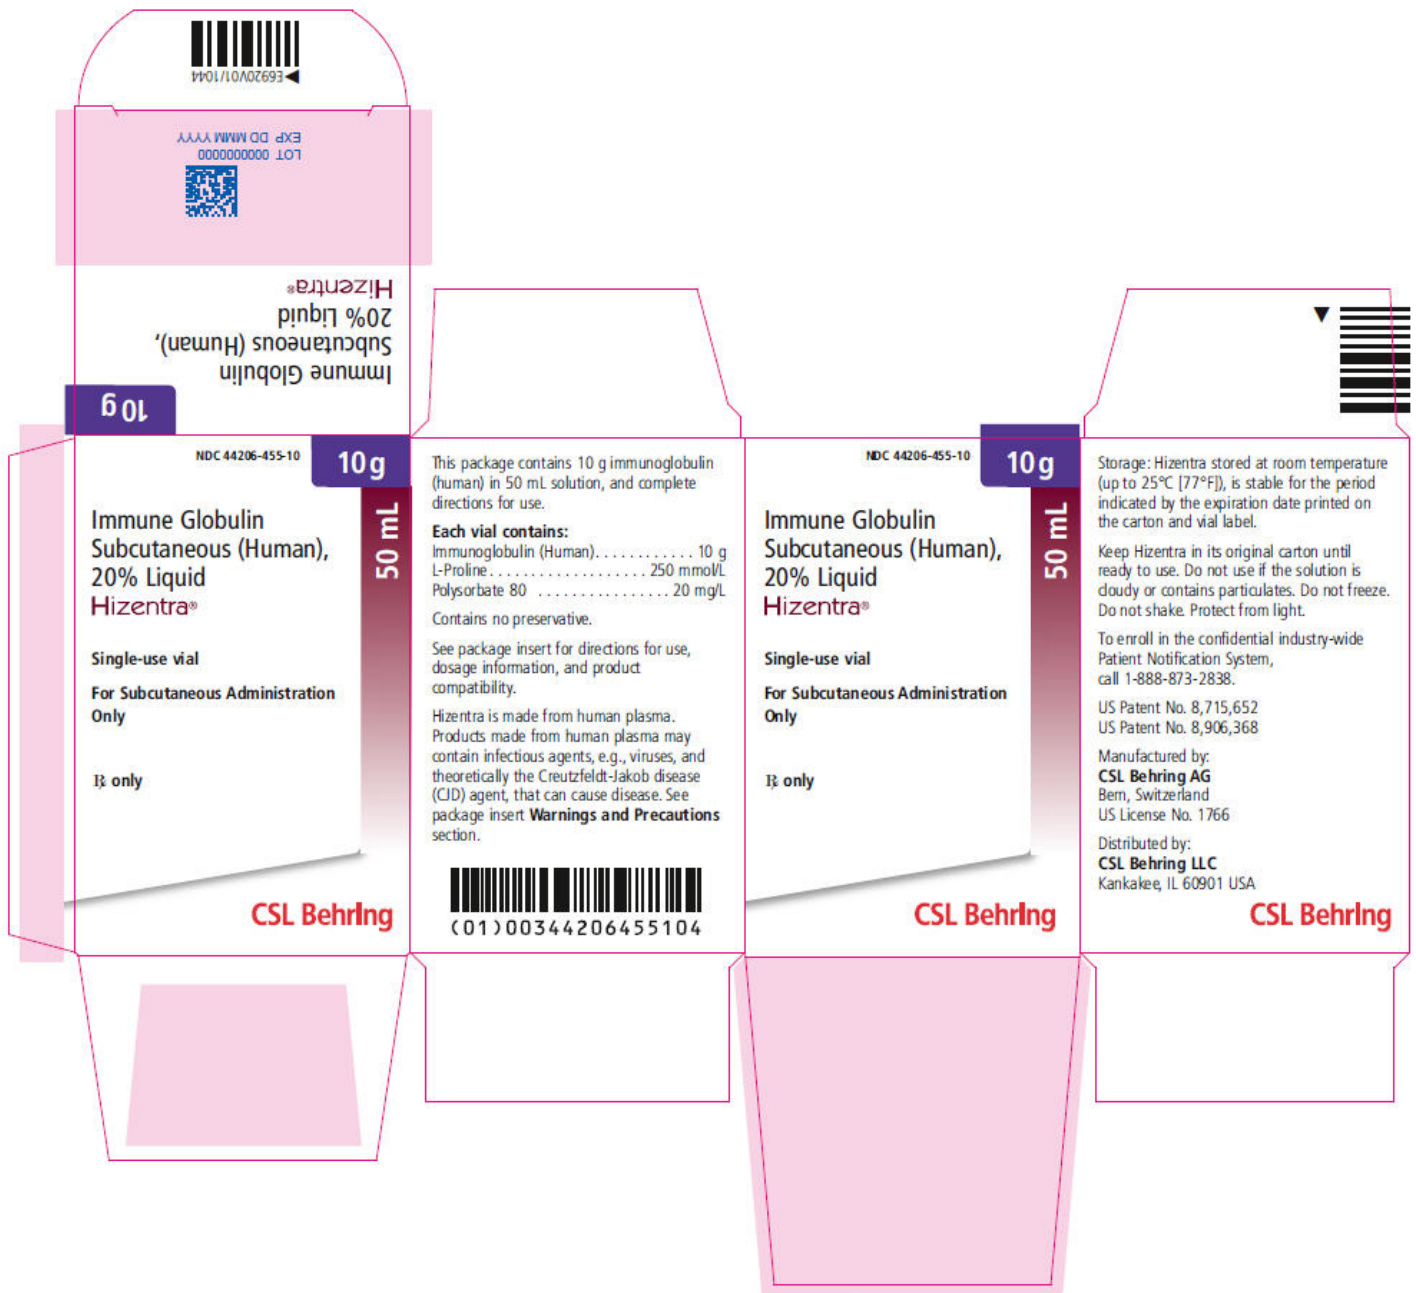 ▲E6920V01/1044
LOT 0000000000
EXP DD MMM YYYY
Immune Globulin
Subcutaneous (Human),
20% Liquid
Hizentra®
10 g
NDC 44206-455-10
10 g
50 mL
Immune Globulin
Subcutaneous (Human),
20% Liquid
Hizentra®
Single-use vial
For Subcutaneous Administration
Only
℞ only
CSL Behring
This package contains 10 g immunoglobulin
(human) in 50 mL solution, and complete
directions for use.
Each vial contains:
Immunoglobulin (Human). . . . . . . . . . . . 10 g
L-Proline. . . . . . . . . . . . . . . . . . . 250 mmol/L
Polysorbate 80 . . . . . . . . . . . . . . . . 20 mg/L
Contains no preservative.
See package insert for directions for use,
dosage information, and product
compatibility.
Hizentra is made from human plasma.
Products made from human plasma may
contain infectious agents, e.g., viruses, and
theoretically the Creutzfeldt-Jakob disease
(CJD) agent, that can cause disease. See
package insert Warnings and Precautions
section.
(01)00344206455104
NDC 44206-455-10
10 g
50 mL
Immune Globulin
Subcutaneous (Human),
20% Liquid
Hizentra®
Single-use vial
For Subcutaneous Administration
Only
℞ only
CSL Behring
Storage: Hizentra stored at room temperature
(up to 25°C [77°F]), is stable for the period
indicated by the expiration date printed on
the carton and vial label.
Keep Hizentra in its original carton until
ready to use. Do not use if the solution is
cloudy or contains particulates. Do not freeze.
Do not shake. Protect from light.
To enroll in the confidential industry-wide
Patient Notification System,
call 1-888-873-2838.
US Patent No. 8,715,652
US Patent No. 8,906,368
Manufactured by:
CSL Behring AG
Bern, Switzerland
US License No. 1766
Distributed by:
CSL Behring LLC
Kankakee, IL 60901 USA
CSL Behring